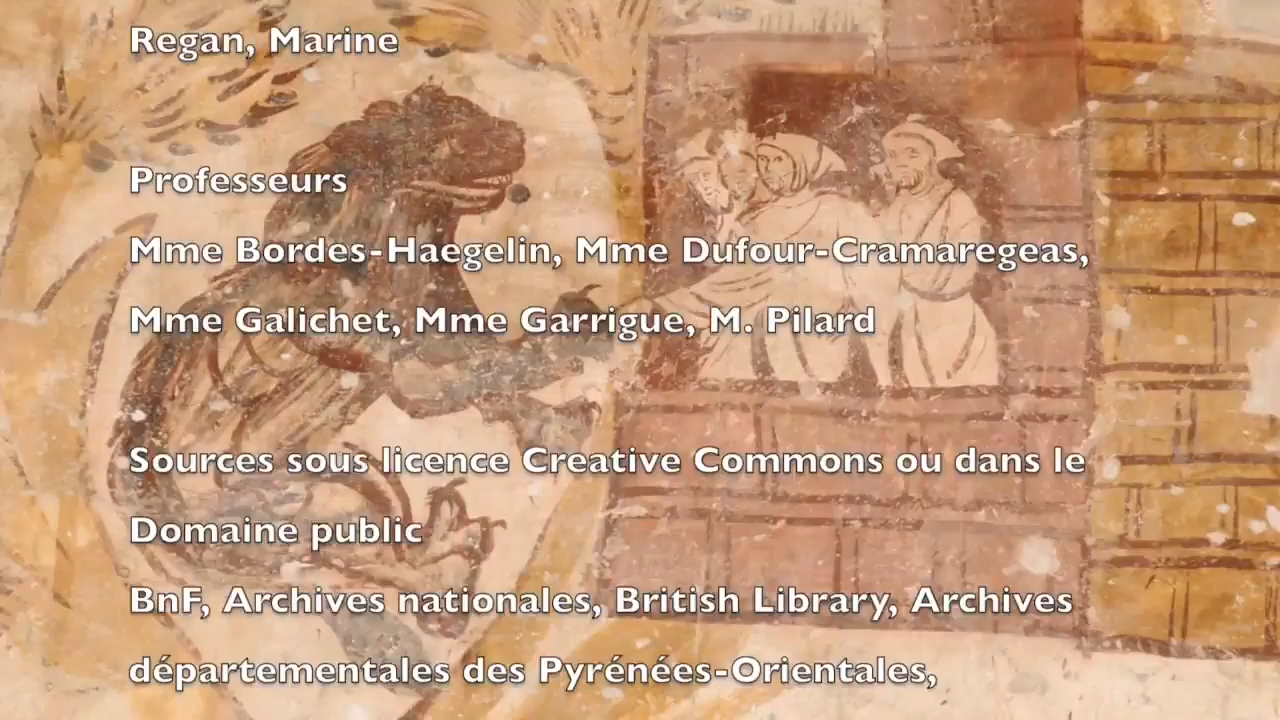 Regan, Marine
Professeurs
Mme Bordes-Haegelin, Mme Dufour-Cramaregeas,
Mme Galichet, Mme Garrigue, M. Pilard
Sources sous licence Creative Commons ou dans le
Domaine public
BnF, Archives nationales, British Library, Archives
départementales des Pyrénées-Orientales,